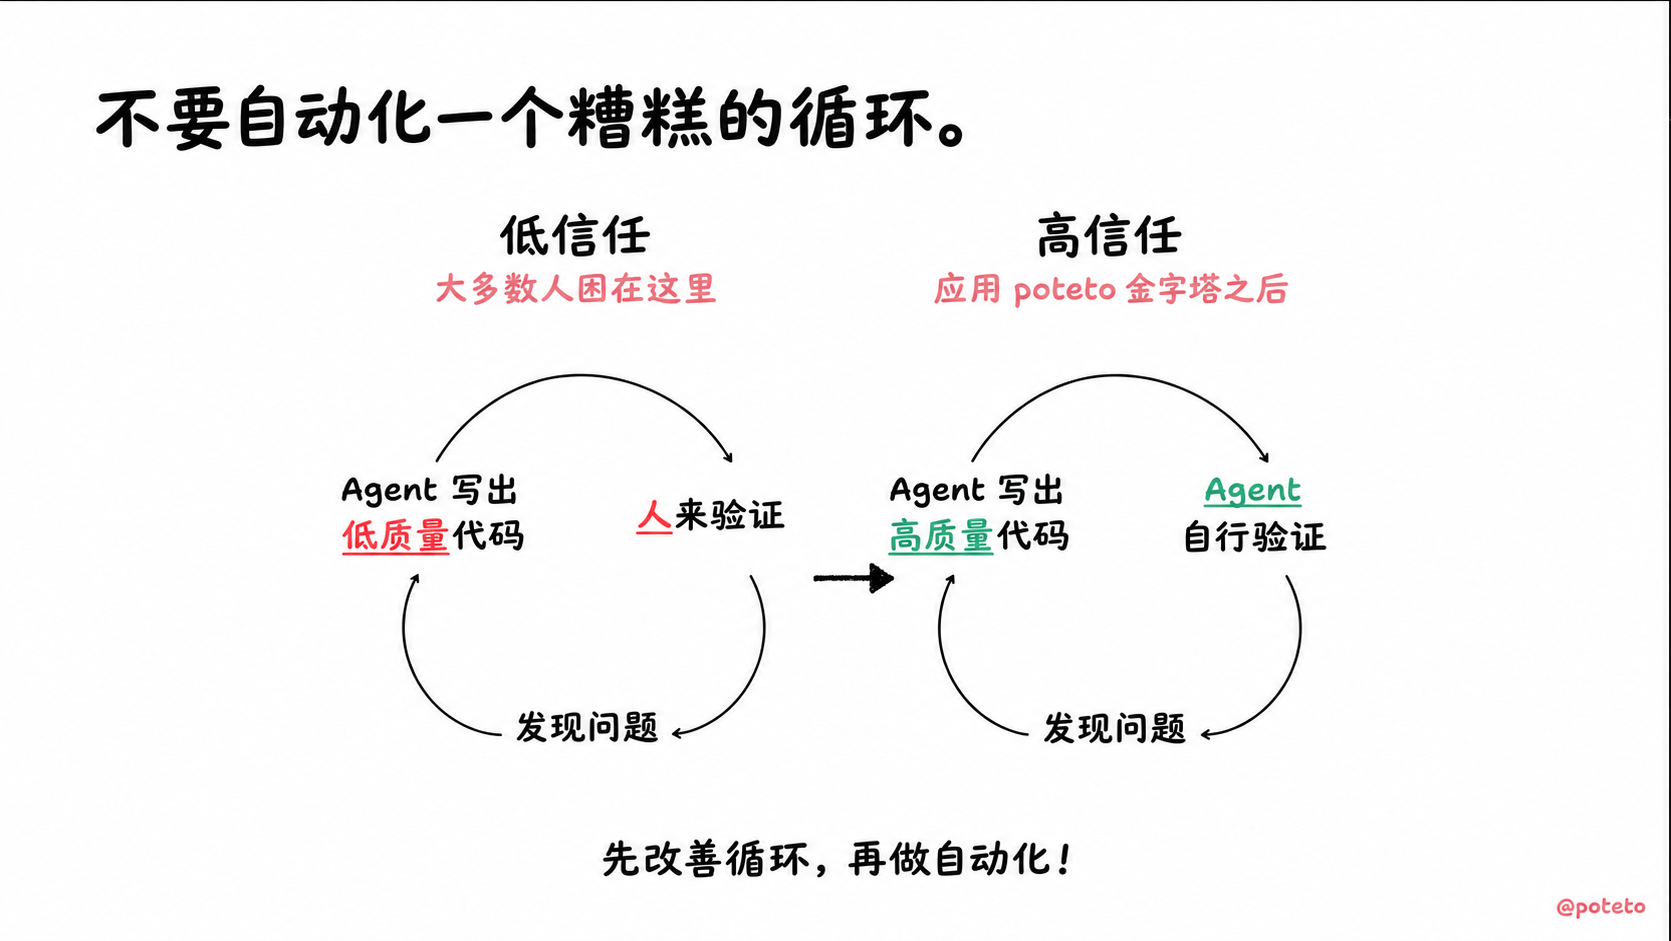 不要自动化一个糟糕的循环。
低信任
大多数人困在这里
高信任
应用 poteto 金字塔之后
Agent 写出
低质量代码
人来验证
发现问题
Agent 写出
高质量代码
Agent
自行验证
发现问题
先改善循环，再做自动化！
@poteto